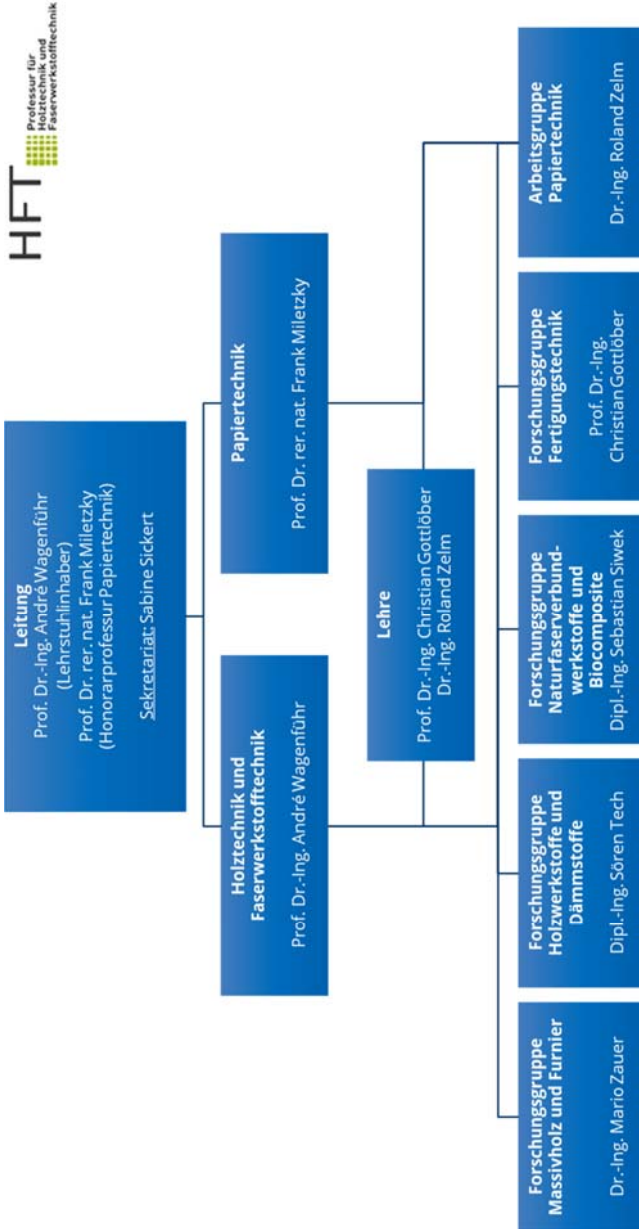 HFT
Professur für
Holztechnik und
Faserwerkstofftechnik
Leitung
Prof. Dr.-Ing. André Wagenführ
(Lehrstuhlinhaber)
Prof. Dr. rer. nat. Frank Miletzky
(Honorarprofessur Papiertechnik)
Sekretariat: Sabine Sickert
Holztechnik und
Faserwerkstofftechnik
Prof. Dr.-Ing. André Wagenführ
Papiertechnik
Prof. Dr. rer. nat. Frank Miletzky
Lehre
Prof. Dr.-Ing. Christian Gottlöber
Dr.-Ing. Roland Zelm
Forschungsgruppe
Massivholz und Furnier
Dr.-Ing. Mario Zauer
Forschungsgruppe
Holzwerkstoffe und
Dämmstoffe
Dipl.-Ing. Sören Tech
Forschungsgruppe
Naturfaserverbund-
werkstoffe und
Biocomposite
Dipl.-Ing. Sebastian Siwek
Forschungsgruppe
Fertigungstechnik
Prof. Dr.-Ing.
Christian Gottlöber
Arbeitsgruppe
Papiertechnik
Dr.-Ing. Roland Zelm